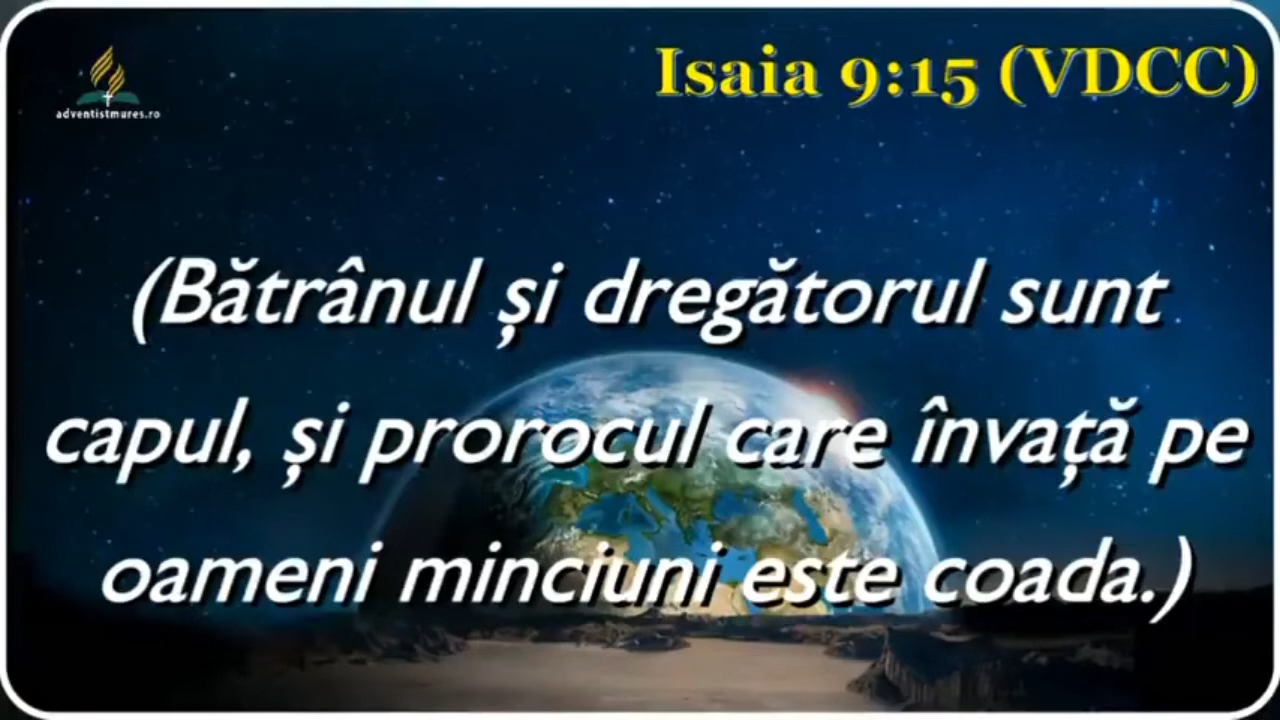 Isaia 9:15 (VDCC)
adventistmures.ro
(Bătrânul și dregătorul sunt
capul, și prorocul care învață pe
oameni minciuni este coada.)